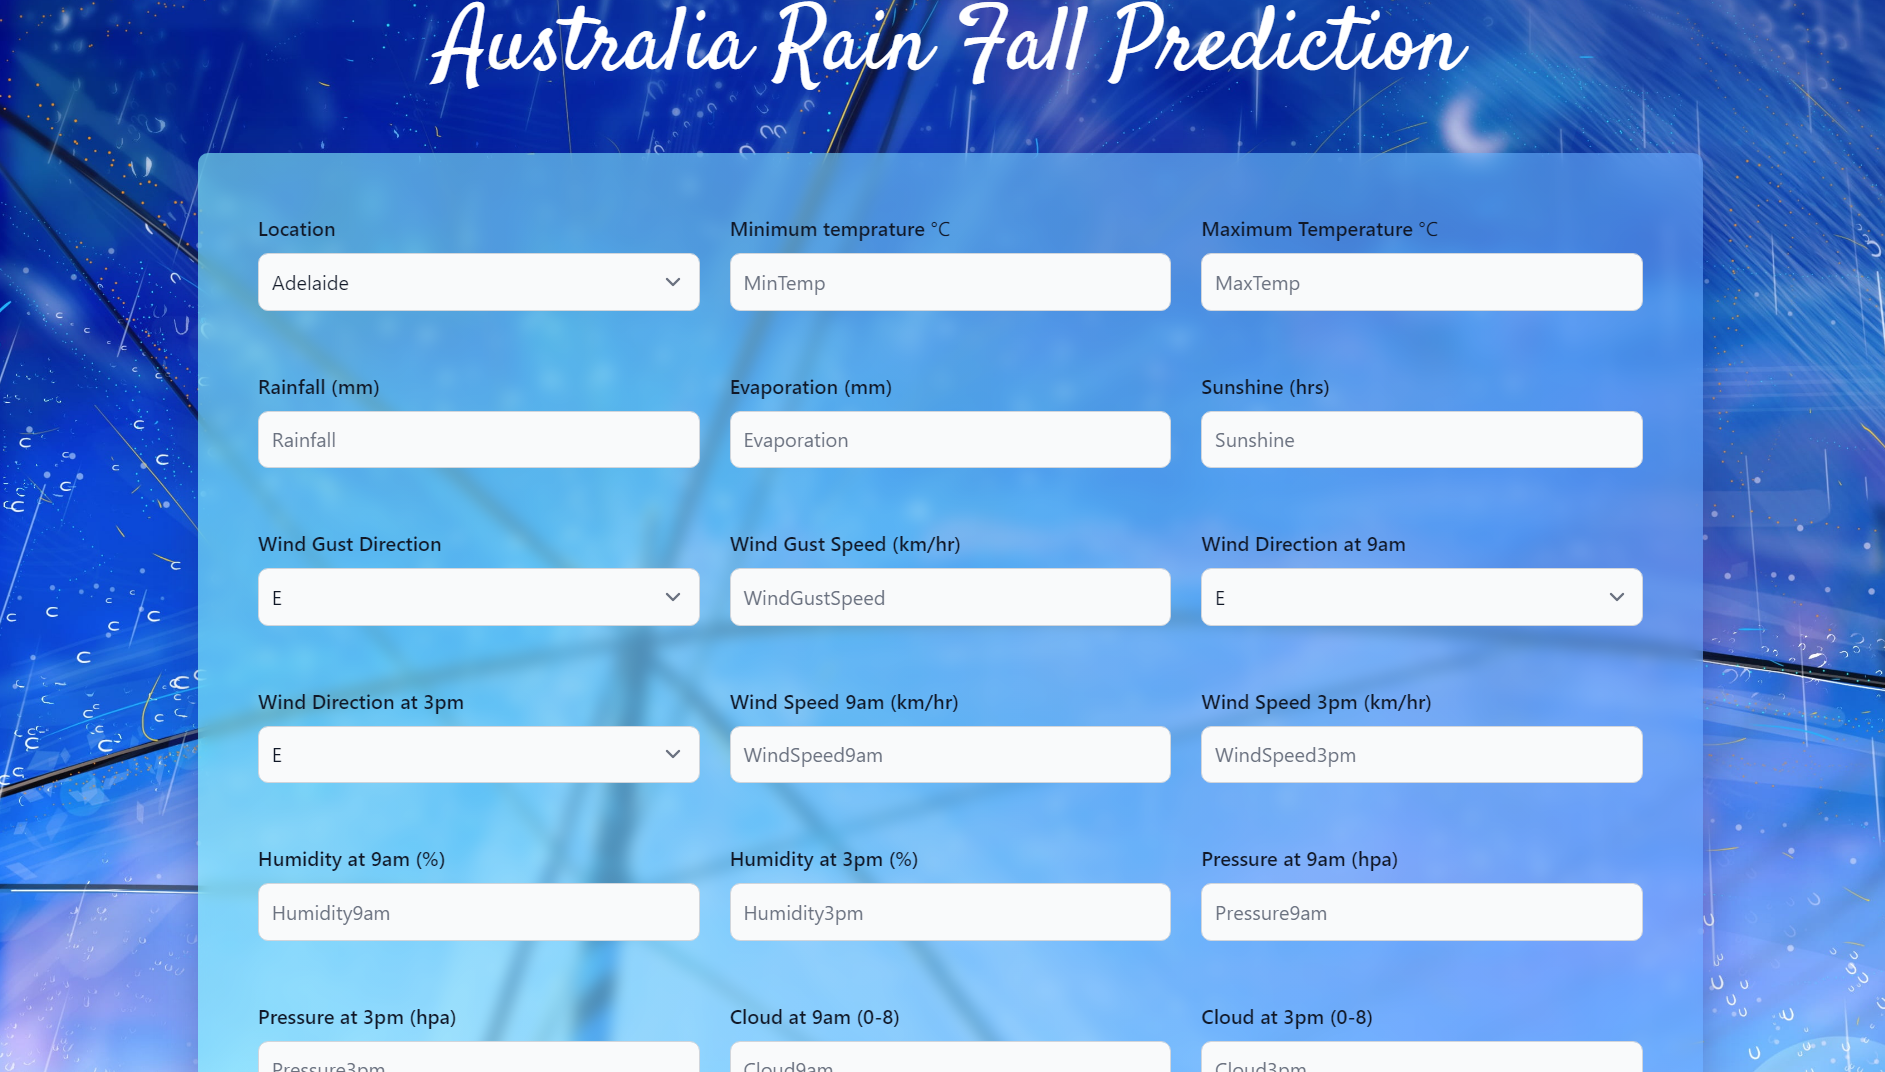 Australia Rain Fall Prediction
Location
Minimum temprature °C
Maximum Temperature °C
Adelaide
MinTemp
MaxTemp
Rainfall (mm)
Evaporation (mm)
Sunshine (hrs)
Rainfall
Evaporation
Sunshine
Wind Gust Direction
Wind Gust Speed (km/hr)
Wind Direction at 9am
E
WindGustSpeed
E
Wind Direction at 3pm
Wind Speed 9am (km/hr)
Wind Speed 3pm (km/hr)
E
WindSpeed9am
WindSpeed3pm
Humidity at 9am (%)
Humidity at 3pm (%)
Pressure at 9am (hpa)
Humidity9am
Humidity3pm
Pressure9am
Pressure at 3pm (hpa)
Cloud at 9am (0-8)
Cloud at 3pm (0-8)
Pressure3pm
Cloud9am
Cloud3pm